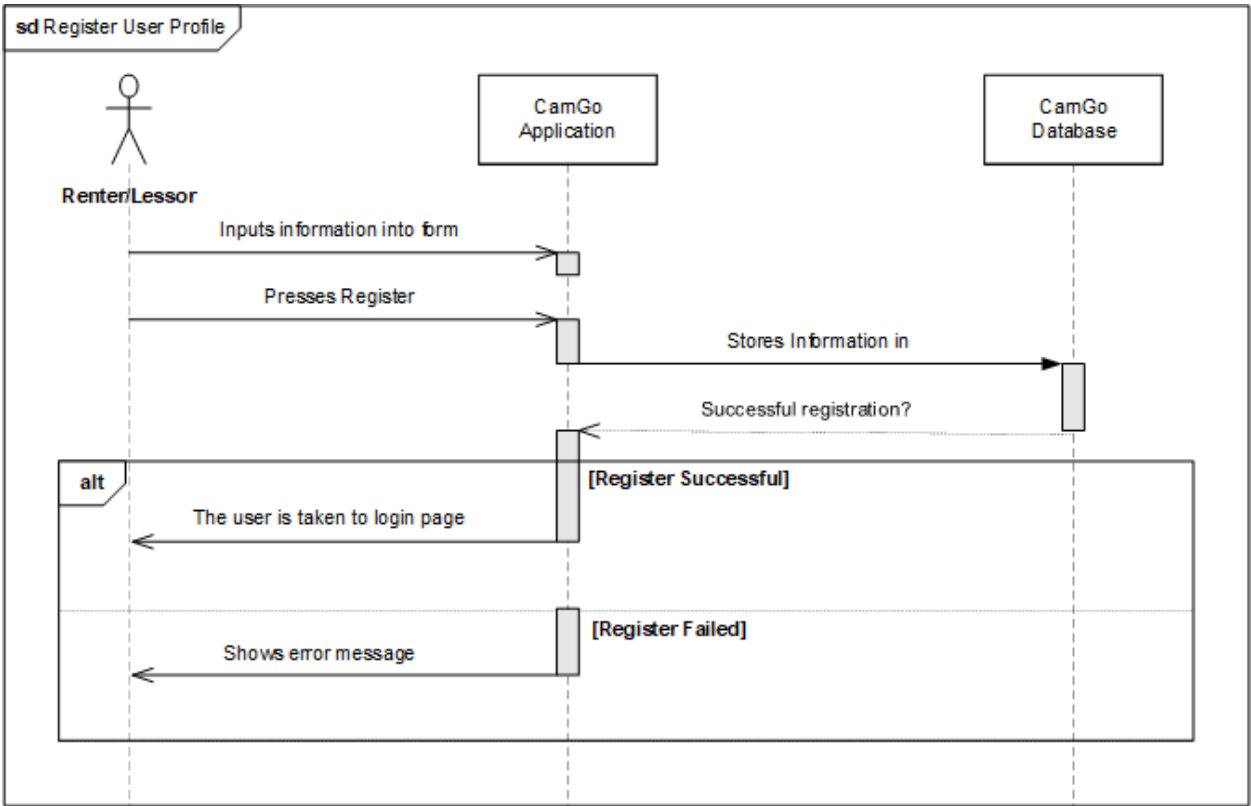 sd Register User Profile
CamGo
Application
CamGo
Database
Renter/Lessor
Inputs information into form
Presses Register
Stores Information in
Successful registration?
alt
[Register Successful]
The user is taken to login page
[Register Failed]
Shows error message